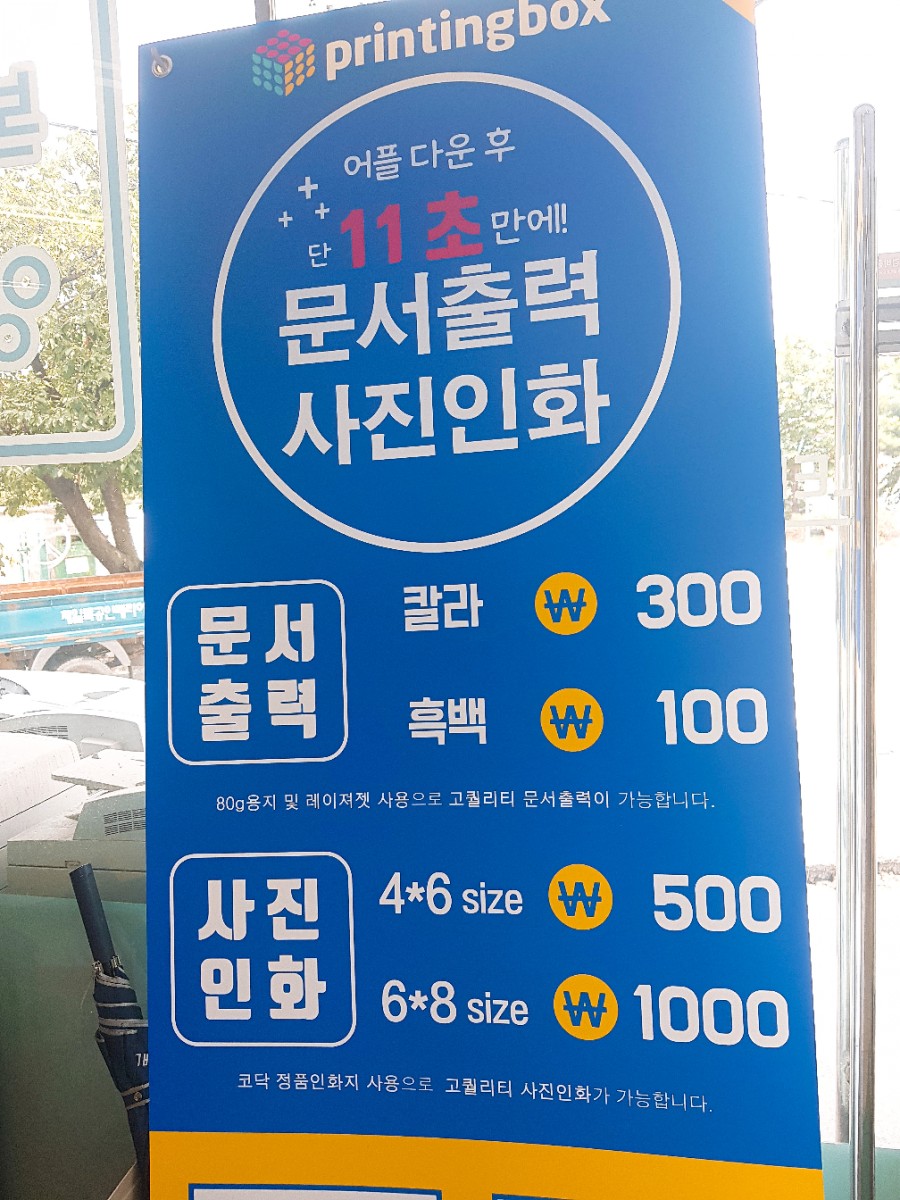 printingbox
어플 다운 후
단 11초 만에!
문서출력
사진인화
문서
출력
칼라 ₩ 300
흑백 ₩ 100
80g용지 및 레이져젯 사용으로 고퀄리티 문서출력이 가능합니다.
사진
인화
4*6 size ₩ 500
6*8 size ₩ 1000
코닥 정품인화지 사용으로 고퀄리티 사진인화가 가능합니다.